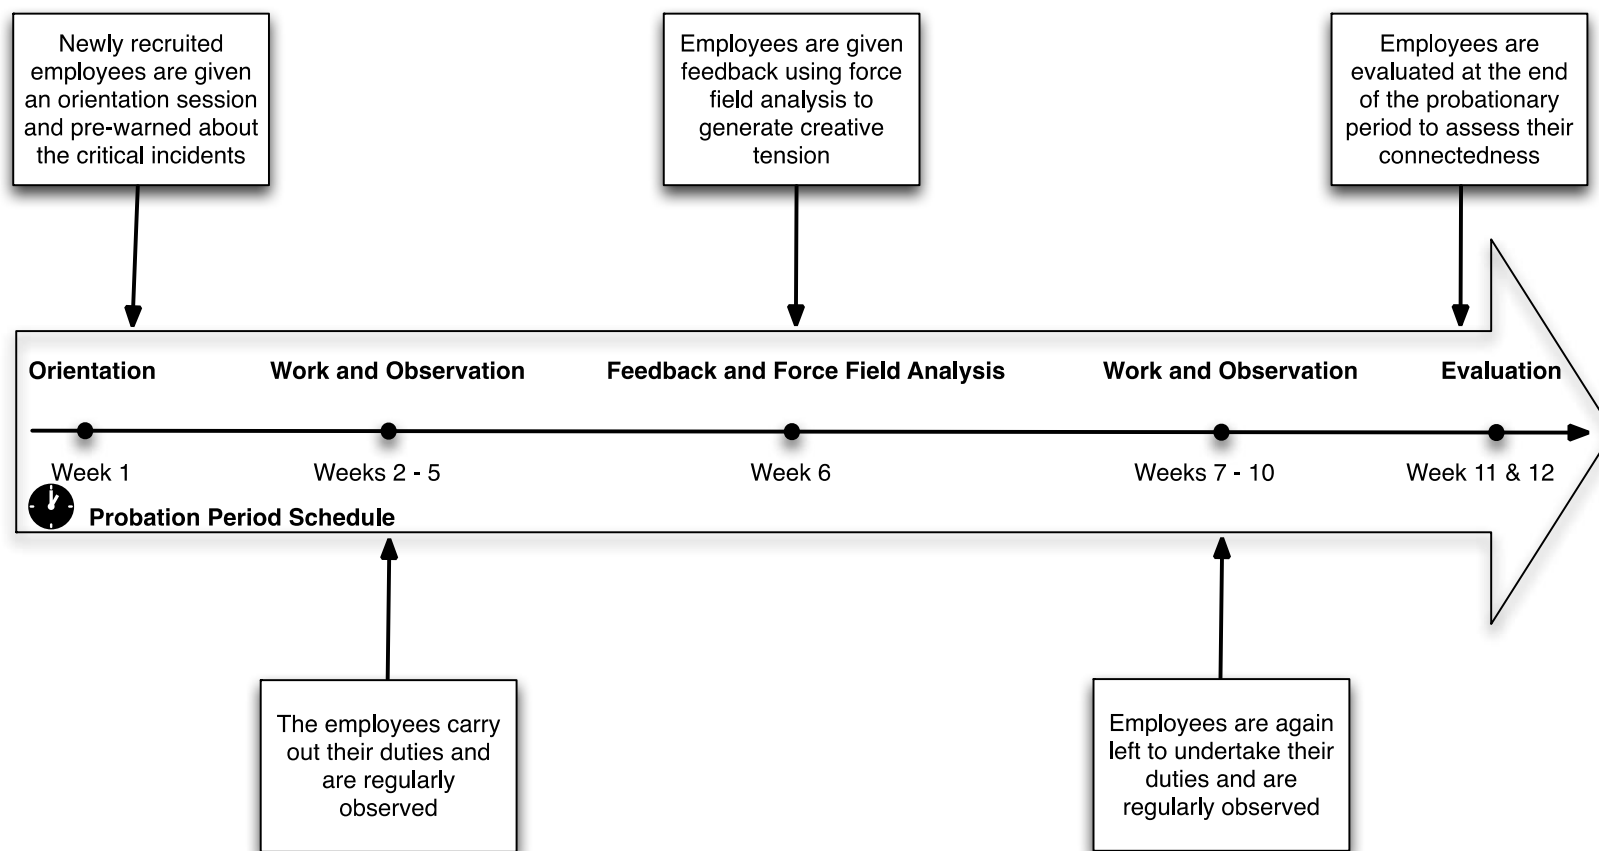 Newly recruited
employees are given
an orientation session
and pre-warned about
the critical incidents
Employees are given
feedback using force
field analysis to
generate creative
tension
Employees are
evaluated at the end
of the probationary
period to assess their
connectedness
Orientation
Work and Observation
Feedback and Force Field Analysis
Work and Observation
Evaluation
Week 1
Weeks 2 - 5
Week 6
Weeks 7 - 10
Week 11 & 12
Probation Period Schedule
The employees carry
out their duties and
are regularly
observed
Employees are again
left to undertake their
duties and are
regularly observed